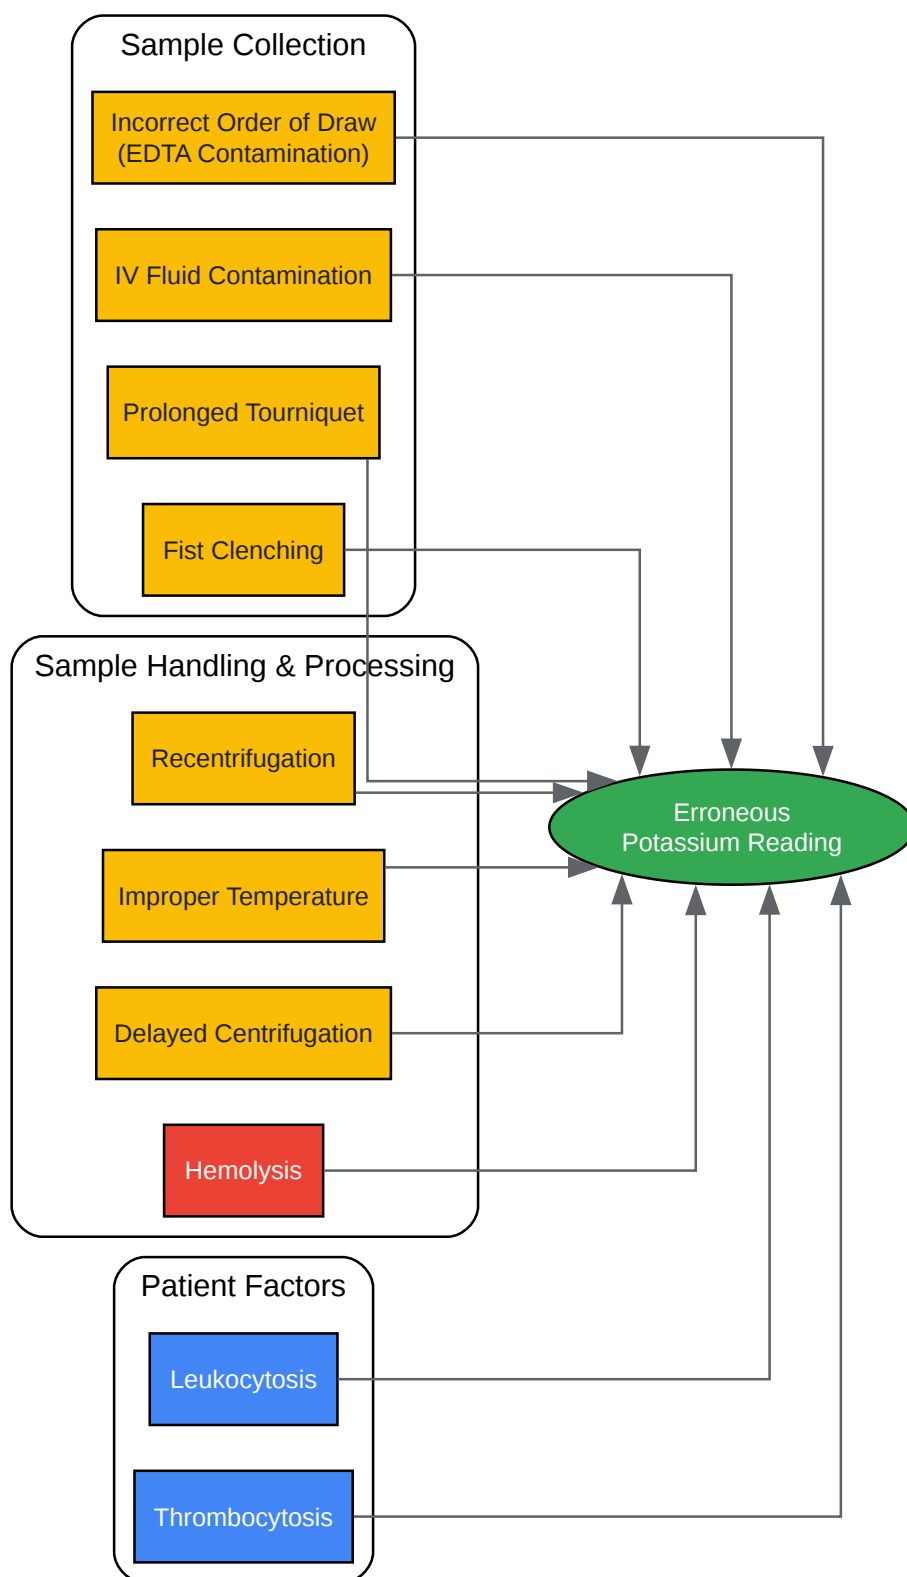 Sample Collection
Incorrect Order of Draw
(EDTA Contamination)
IV Fluid Contamination
Prolonged Tourniquet
Fist Clenching
Sample Handling & Processing
Recentrifugation
Erroneous
Potassium Reading
Improper Temperature
Delayed Centrifugation
Hemolysis
Patient Factors
Leukocytosis
Thrombocytosis